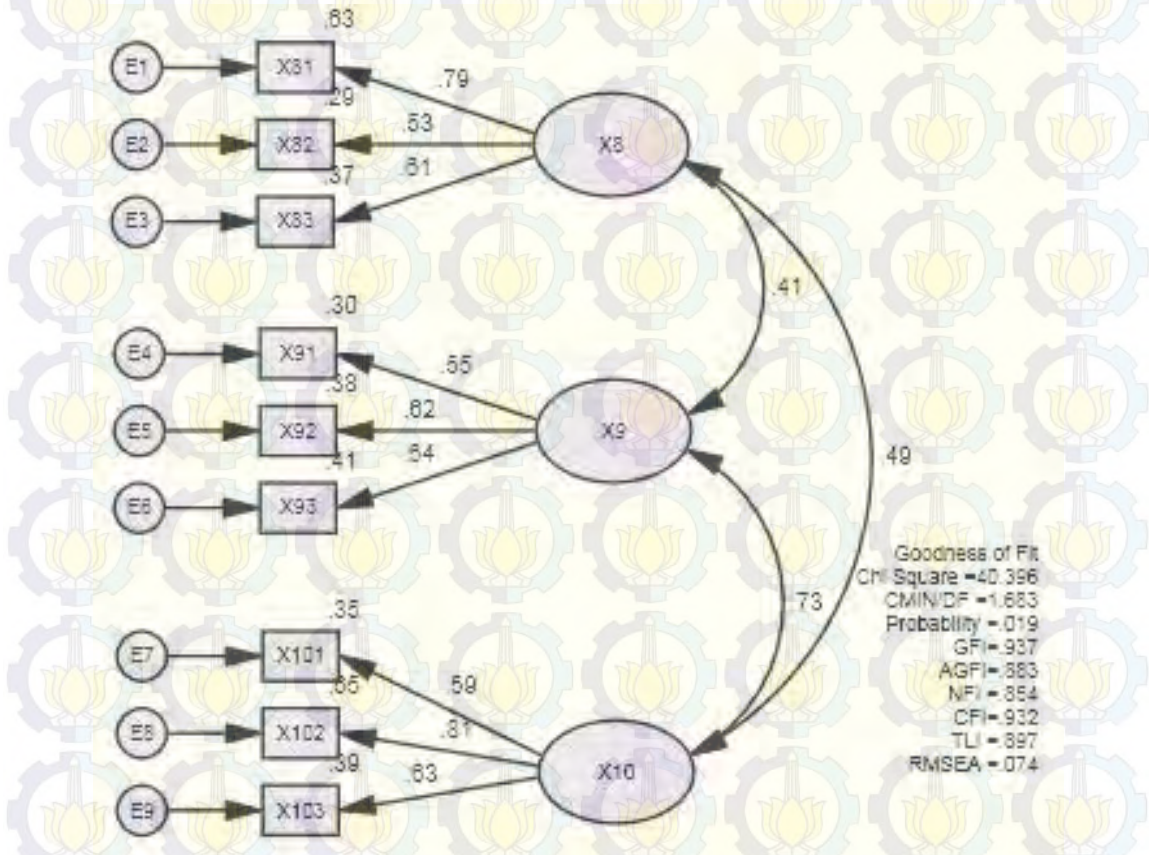 .63
E1 X81 .79
.29
E2 X82 .53 X8
.37
E3 X83 .61
.41
.30
E4 X91 .55
.38
E5 X92 .62 X9
.41
E6 X93 .64
.49
.73
.35
E7 X101 .59
.65
E8 X102 .81 X10
.39
E9 X103 .63
Goodness of Fit
Chi Square =40.396
CMIN/DF =1.683
Probability =.019
GFI=.937
AGFI=.883
NFI =.854
CFI=.932
TLI =.897
RMSEA =.074